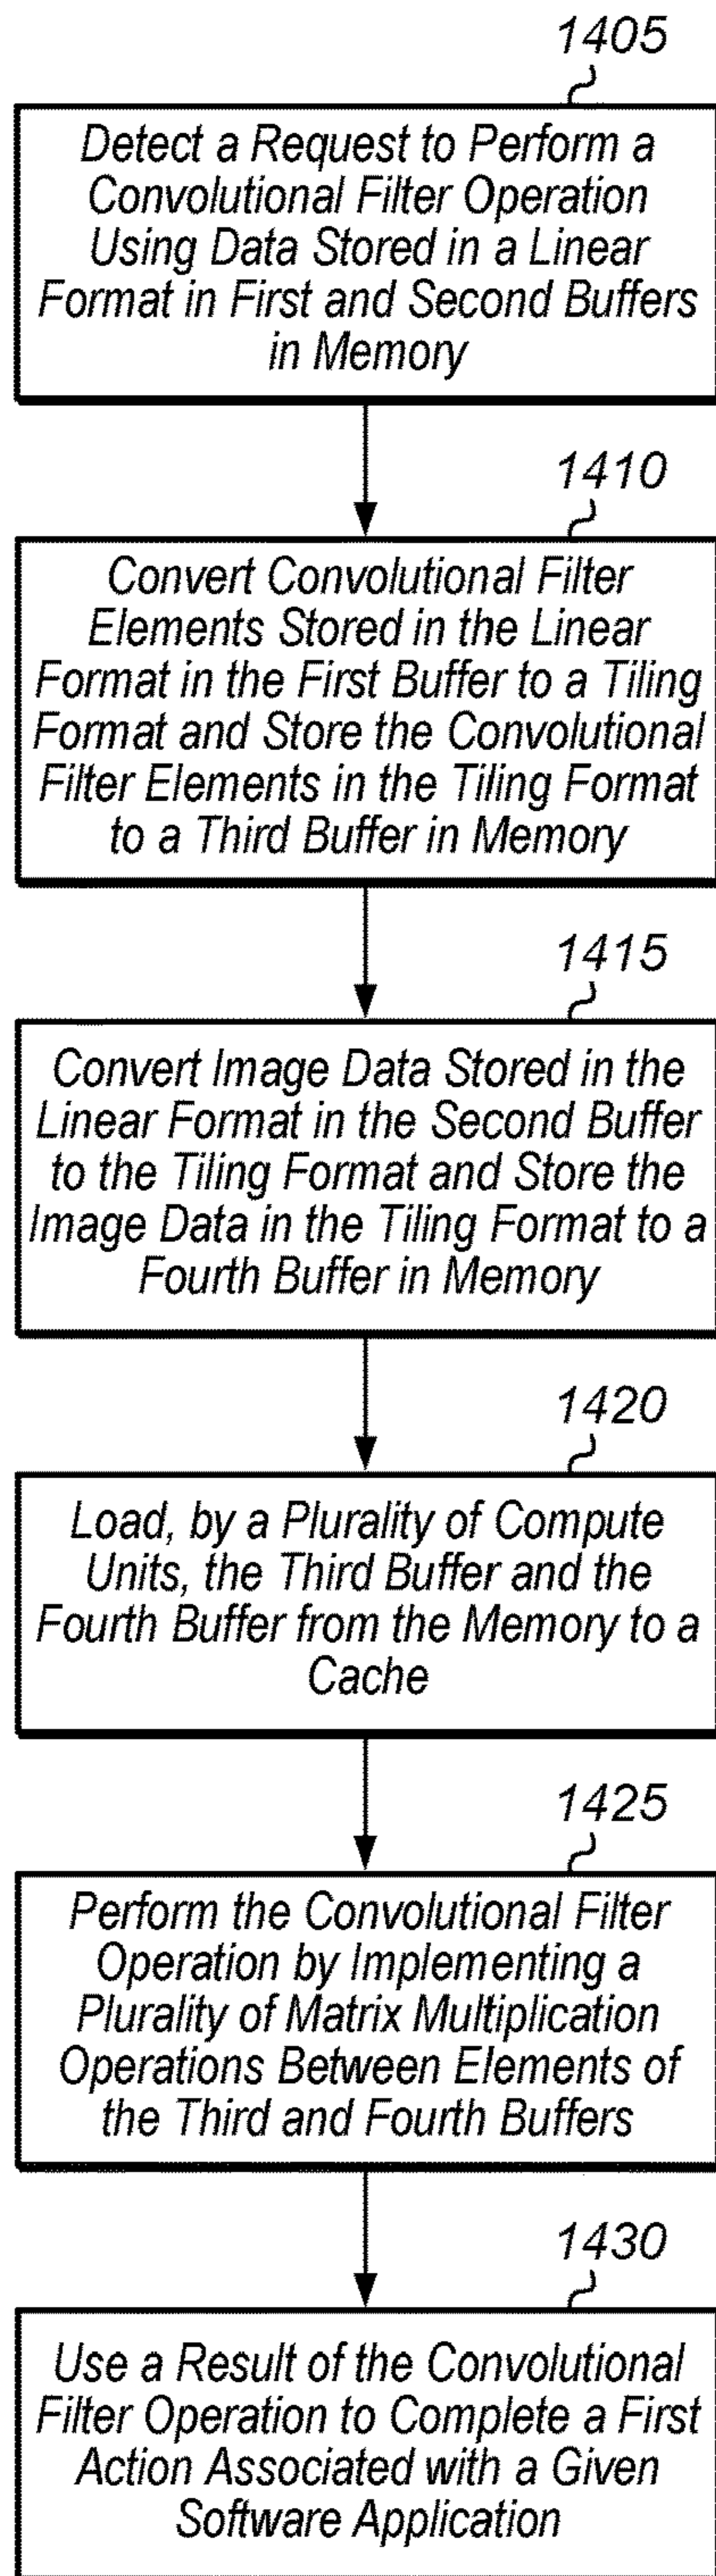 1405
Detect a Request to Perform a
Convolutional Filter Operation
Using Data Stored in a Linear
Format in First and Second Buffers
in Memory
1410
Convert Convolutional Filter
Elements Stored in the Linear
Format in the First Buffer to a Tiling
Format and Store the Convolutional
Filter Elements in the Tiling Format
to a Third Buffer in Memory
1415
Convert Image Data Stored in the
Linear Format in the Second Buffer
to the Tiling Format and Store the
Image Data in the Tiling Format to a
Fourth Buffer in Memory
1420
Load, by a Plurality of Compute
Units, the Third Buffer and the
Fourth Buffer from the Memory to a
Cache
1425
Perform the Convolutional Filter
Operation by Implementing a
Plurality of Matrix Multiplication
Operations Between Elements of
the Third and Fourth Buffers
1430
Use a Result of the Convolutional
Filter Operation to Complete a First
Action Associated with a Given
Software Application